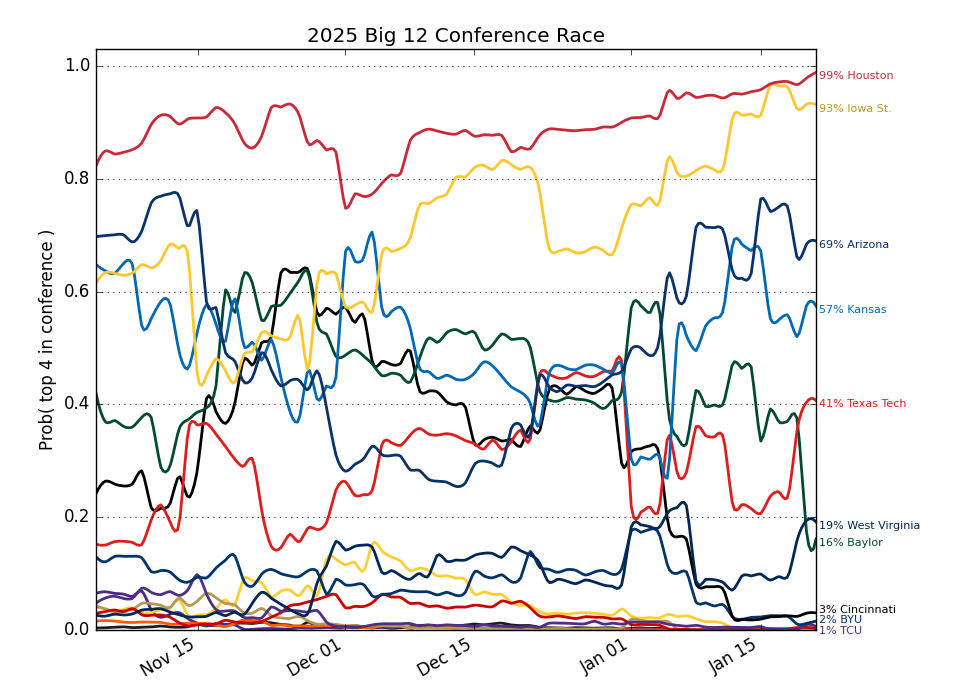 2025 Big 12 Conference Race
Prob( top 4 in conference )
1.0
0.8
0.6
0.4
0.2
0.0
Nov 15
Dec 01
Dec 15
Jan 01
Jan 15
99% Houston
93% Iowa St.
69% Arizona
57% Kansas
41% Texas Tech
19% West Virginia
16% Baylor
3% Cincinnati
2% BYU
1% TCU